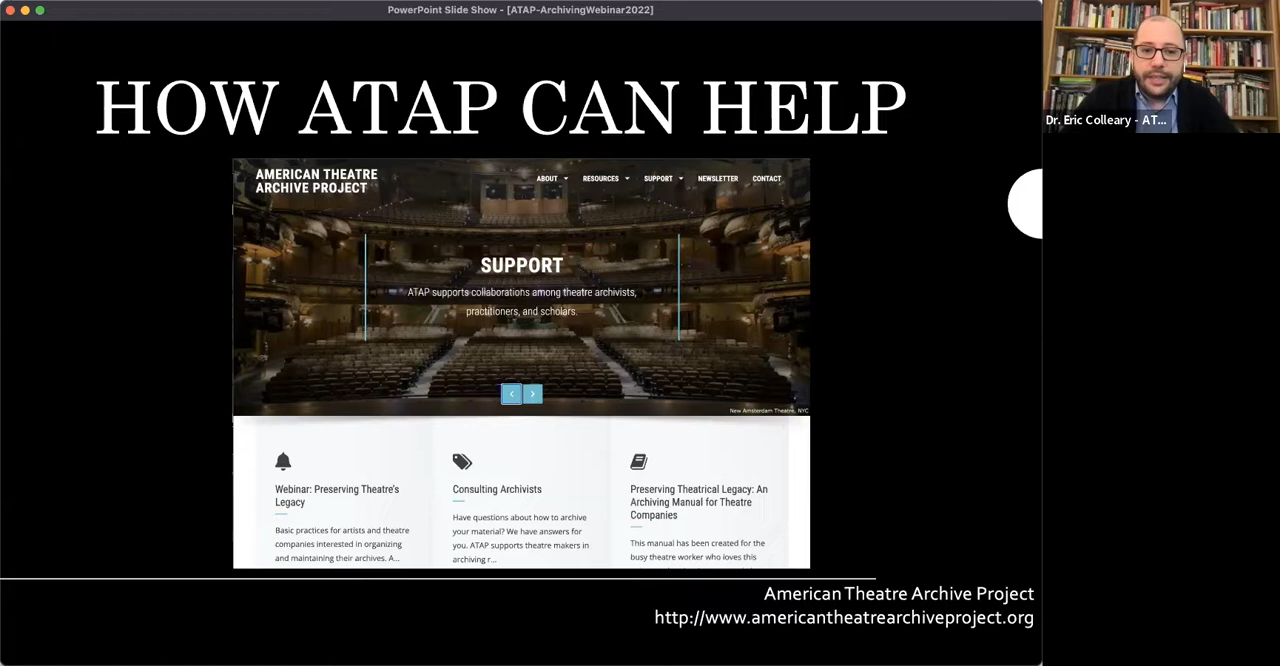 PowerPoint Slide Show - [ATAP-ArchivingWebinar2022]
HOW ATAP CAN HELP
AMERICAN THEATRE
ARCHIVE PROJECT
ABOUT RESOURCES SUPPORT NEWSLETTER CONTACT
SUPPORT
ATAP supports collaborations among theatre archivists,
practitioners, and scholars.
New Amsterdam Theatre, NYC
Webinar: Preserving Theatre's
Legacy
Basic practices for artists and theatre
companies interested in organizing
and maintaining their archives. A...
Consulting Archivists
Have questions about how to archive
your material? We have answers for
you. ATAP supports theatre makers in
archiving r...
Preserving Theatrical Legacy: An
Archiving Manual for Theatre
Companies
This manual has been created for the
busy theatre worker who loves this
American Theatre Archive Project
http://www.americantheatrearchiveproject.org
Dr. Eric Colleary - AT...